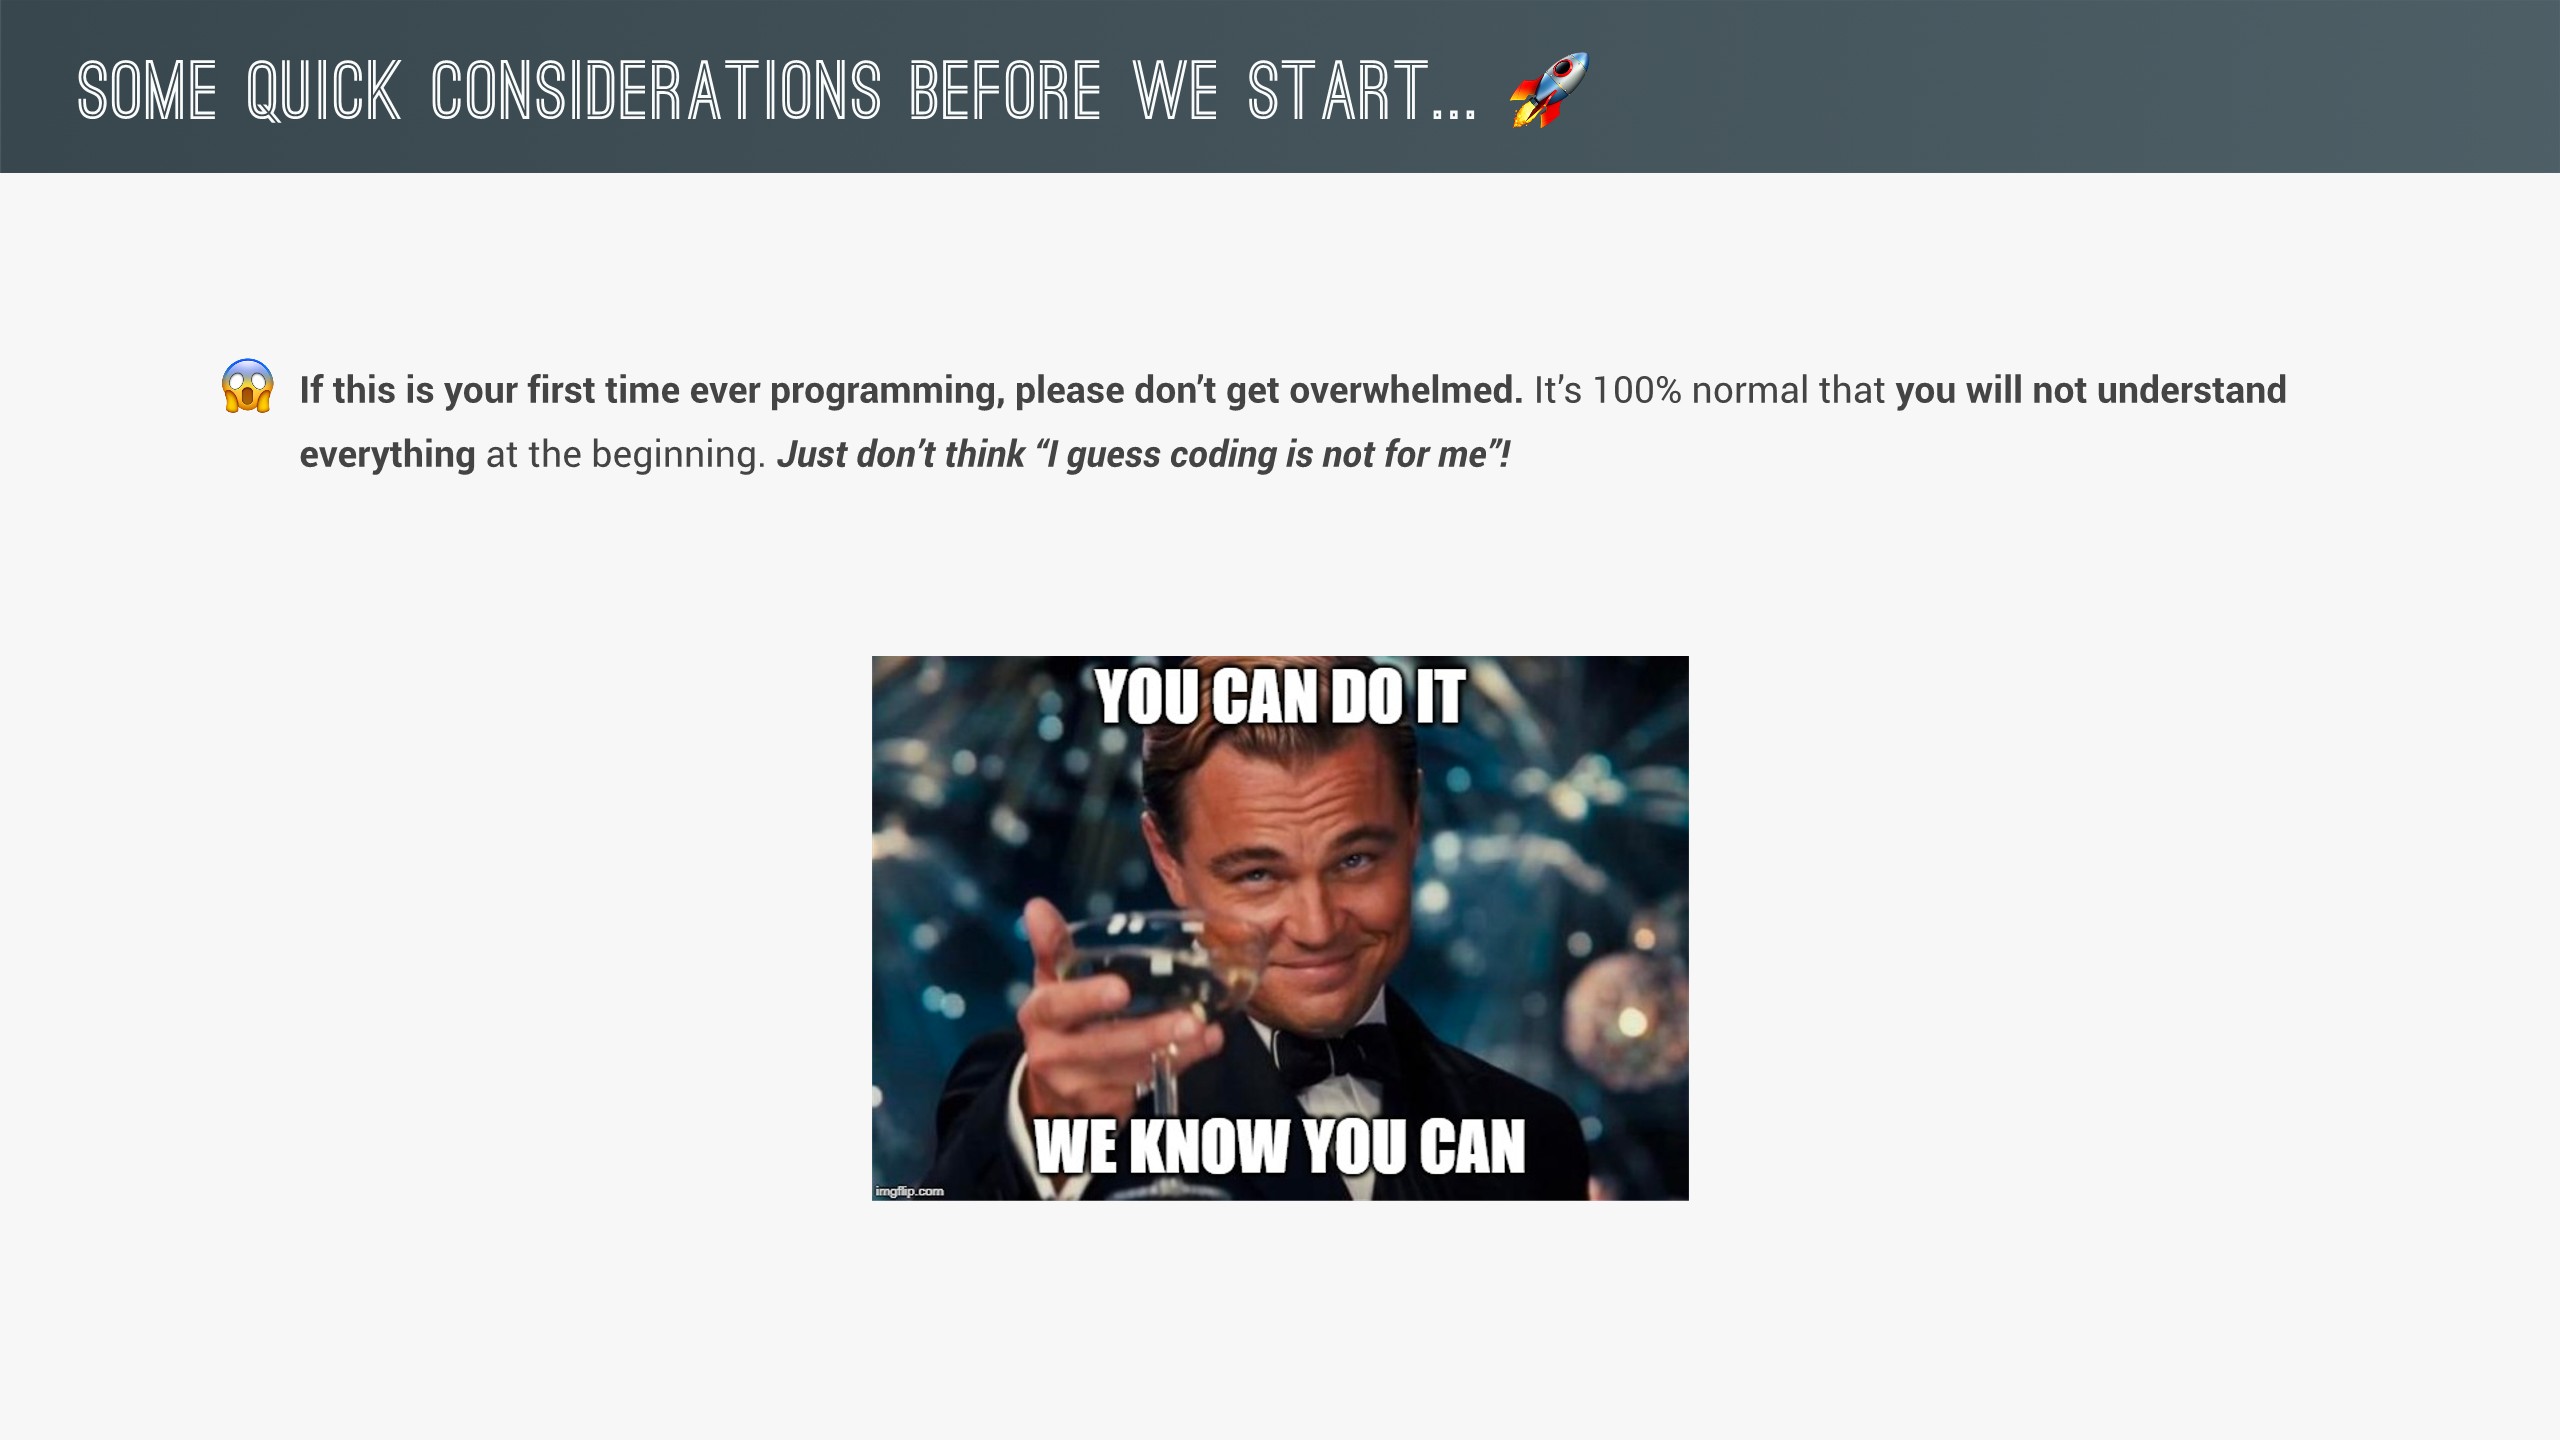 SOME QUICK CONSIDERATIONS BEFORE WE START... 🚀
😱 If this is your first time ever programming, please don’t get overwhelmed. It’s 100% normal that you will not understand
everything at the beginning. Just don’t think “I guess coding is not for me”!
YOU CAN DO IT
WE KNOW YOU CAN
imgflip.com